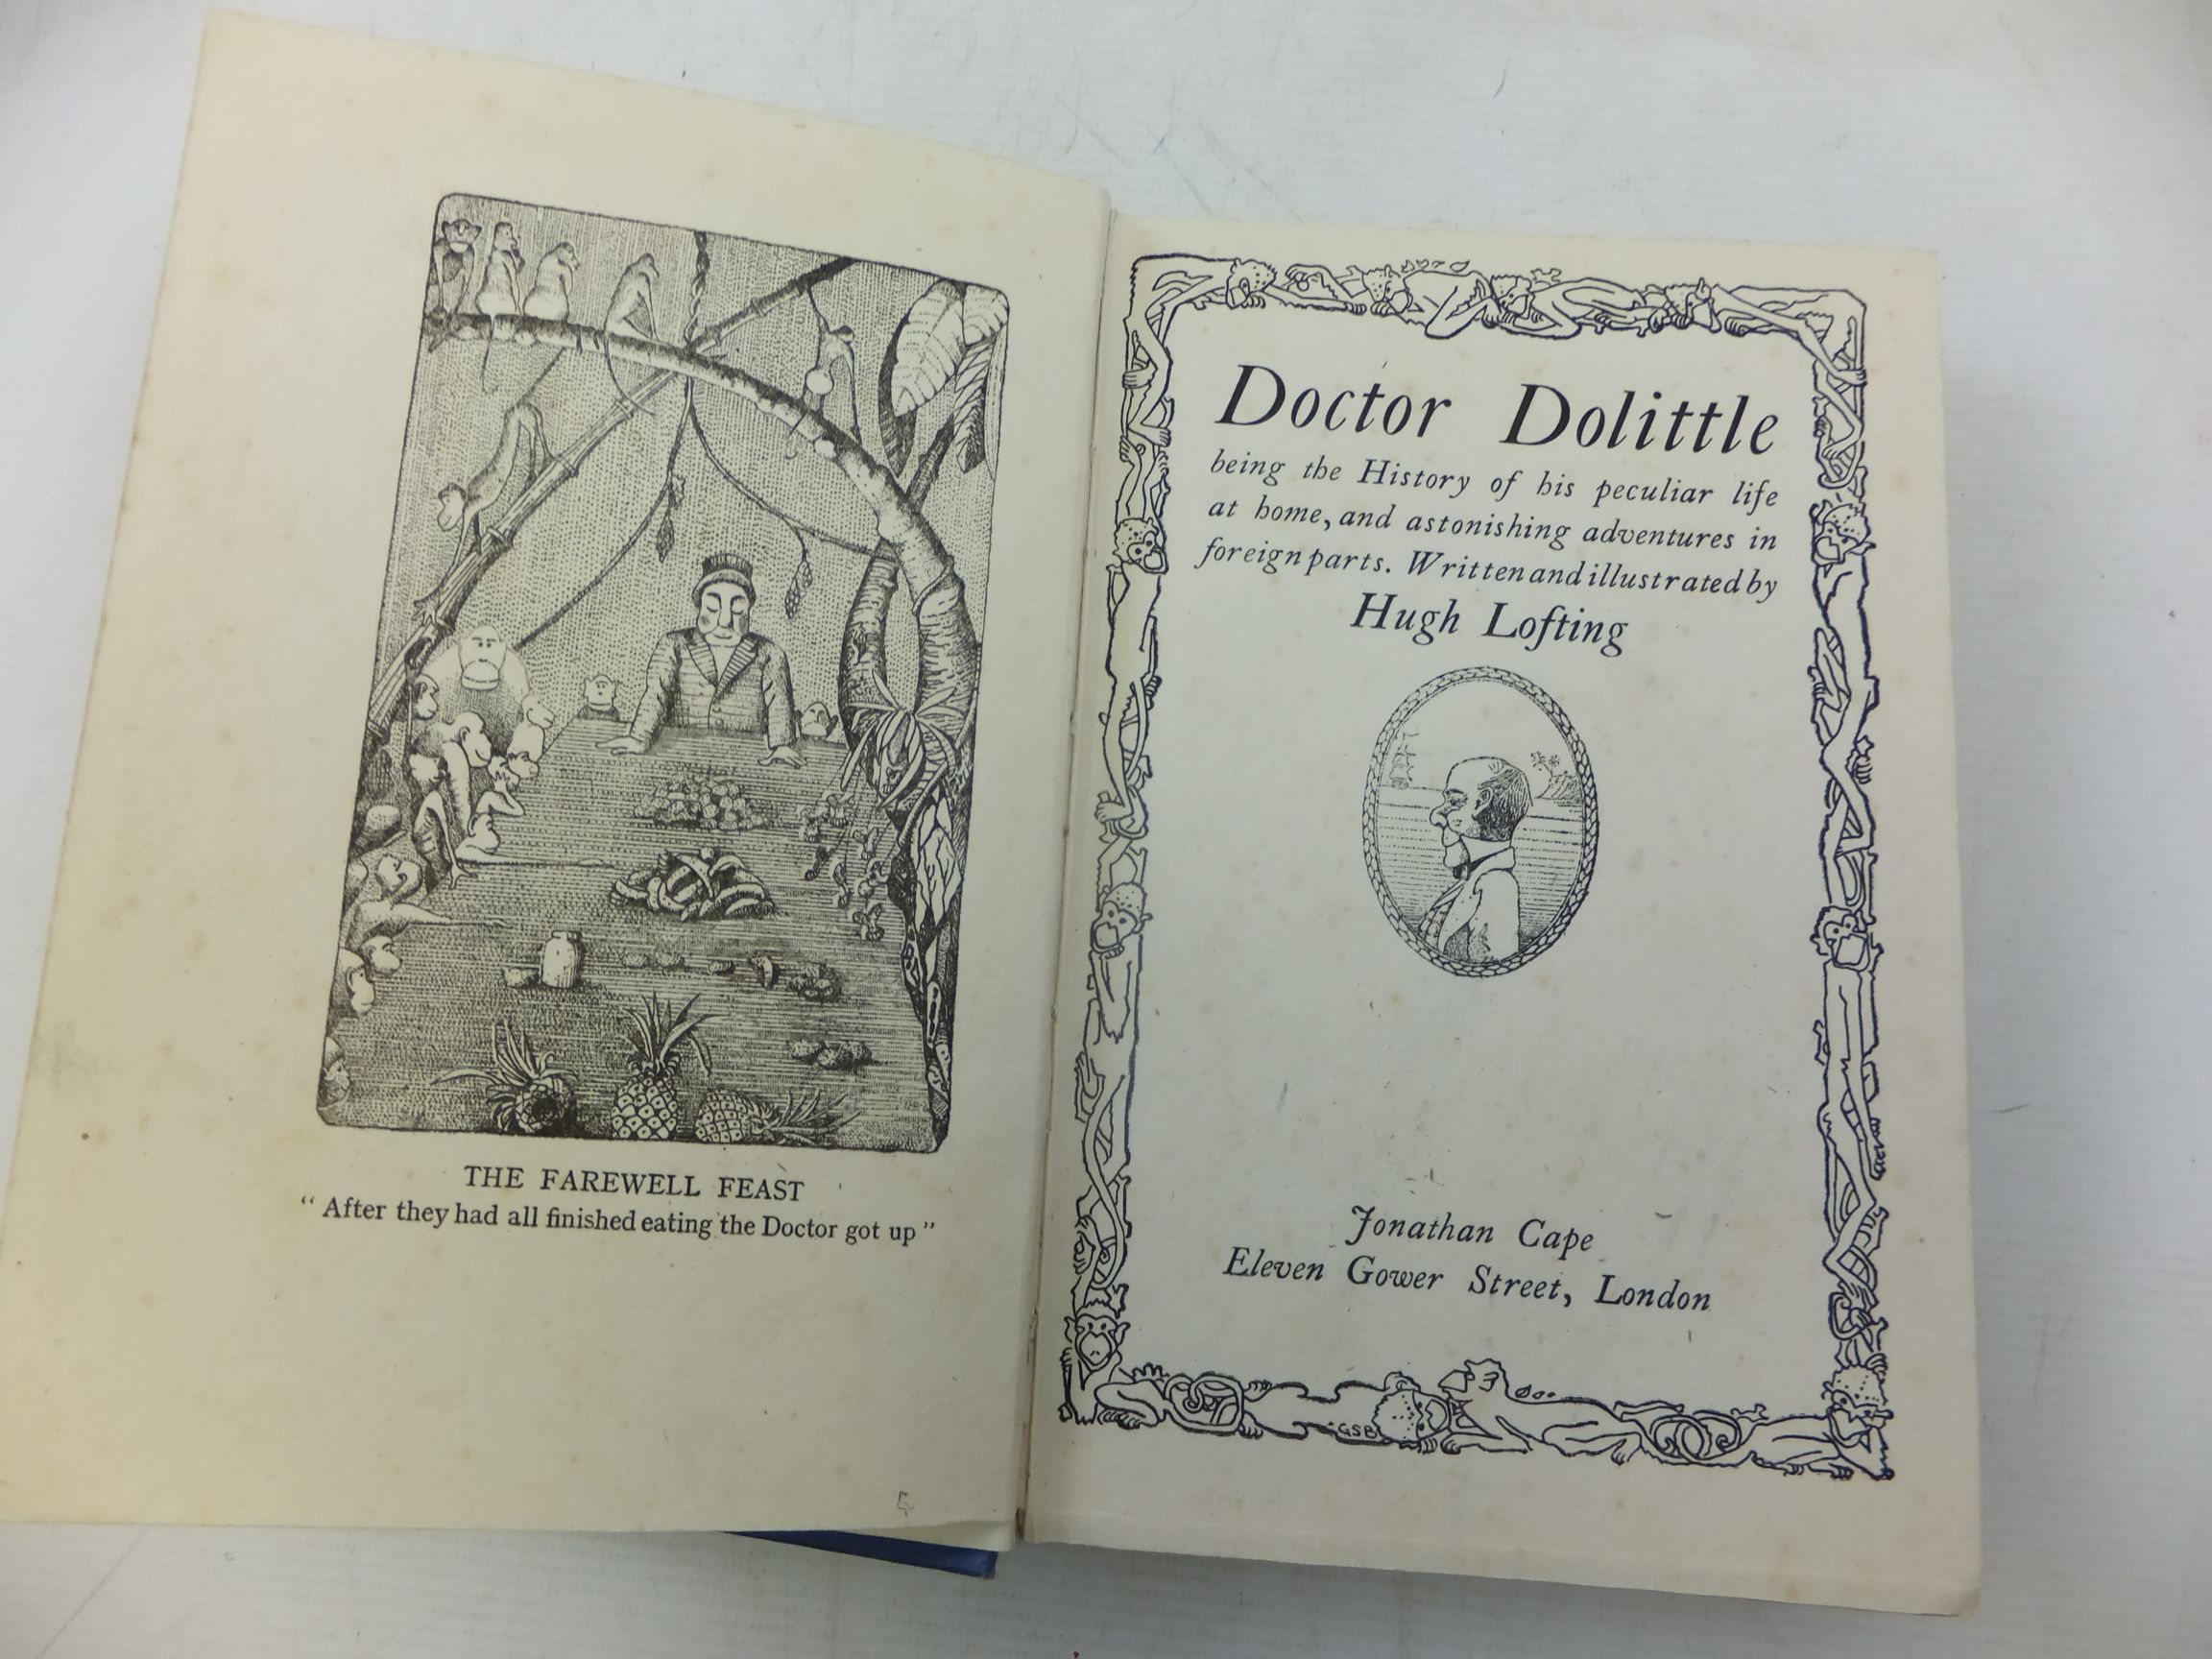 THE FAREWELL FEAST
“ After they had all finished eating the Doctor got up ”
Doctor Dolittle
being the History of his peculiar life
at home, and astonishing adventures in
foreign parts. Written and illustrated by
Hugh Lofting
Jonathan Cape
Eleven Gower Street, London
GSB